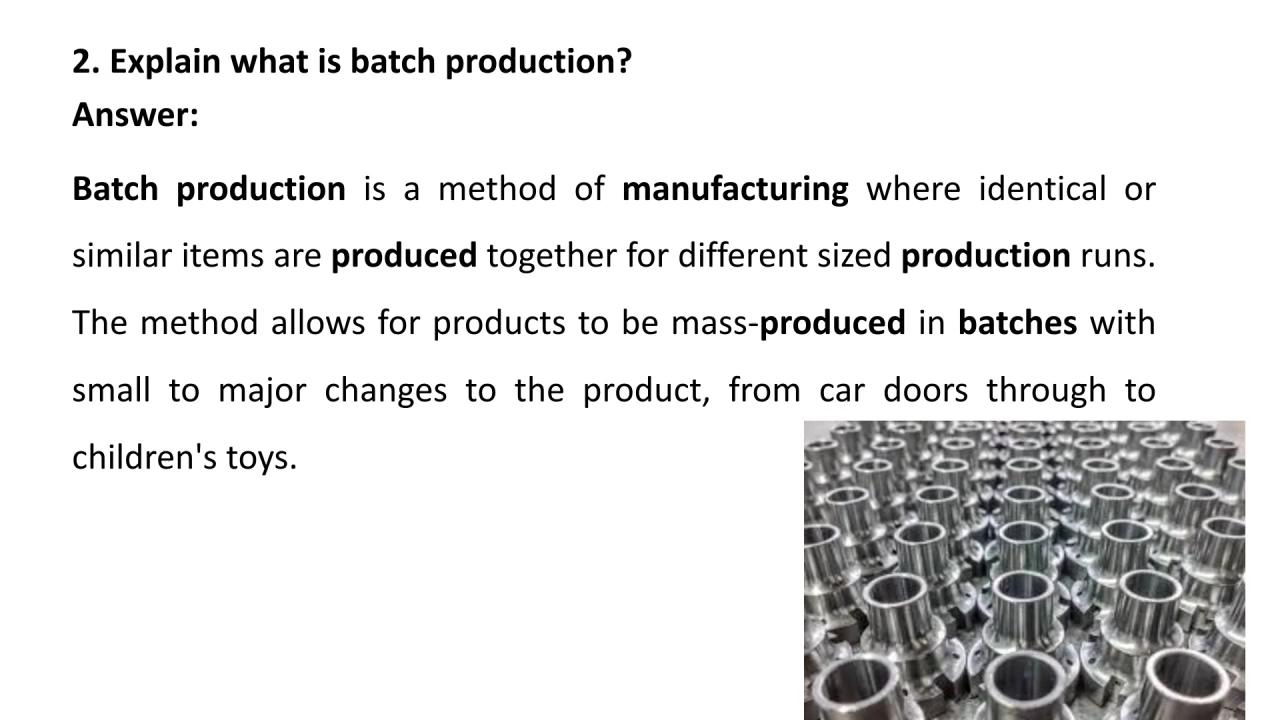 2. Explain what is batch production?
Answer:
Batch production is a method of manufacturing where identical or
similar items are produced together for different sized production runs.
The method allows for products to be mass-produced in batches with
small to major changes to the product, from car doors through to
children's toys.